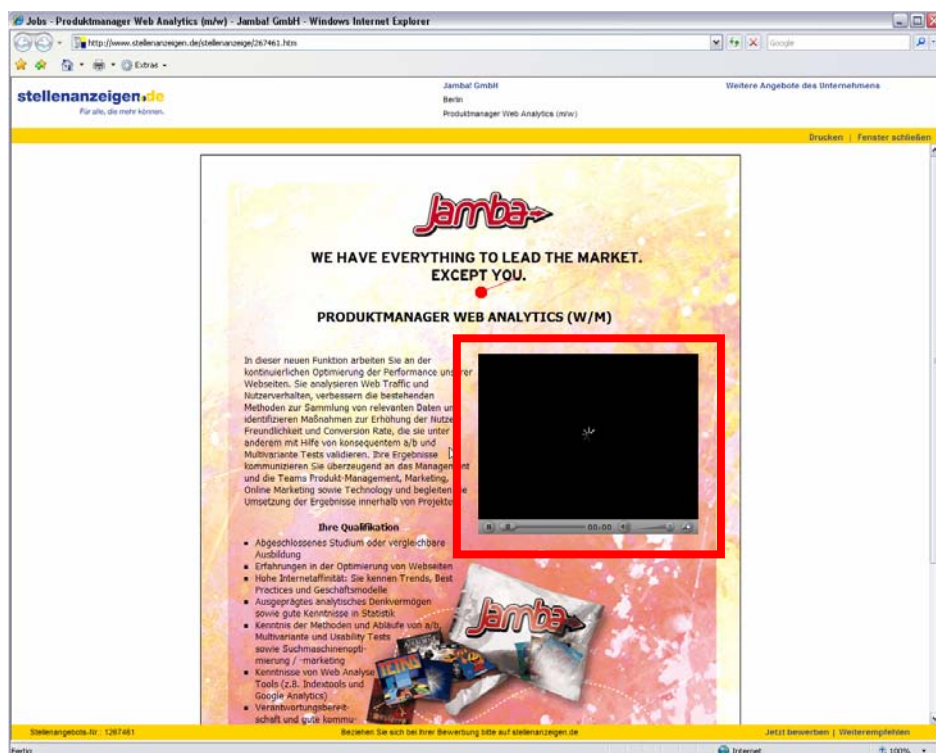 Jobs - Produktmanager Web Analytics (m/w) - Jamba! GmbH - Windows Internet Explorer
http://www.stellenanzeigen.de/stellenanzeige/267461.htm
Google
Extras
stellenanzeigen.de
Für alle, die mehr können.
Jamba! GmbH
Berlin
Produktmanager Web Analytics (m/w)
Weitere Angebote des Unternehmens
Drucken | Fenster schließen
Jamba
WE HAVE EVERYTHING TO LEAD THE MARKET.
EXCEPT YOU.
PRODUKTMANAGER WEB ANALYTICS (W/M)
In dieser neuen Funktion arbeiten Sie an der
kontinuierlichen Optimierung der Performance unserer
Webseiten. Sie analysieren Web Traffic und
Nutzerverhalten, verbessern die bestehenden
Methoden zur Sammlung von relevanten Daten
identifizieren Maßnahmen zur Erhöhung der
Freundlichkeit und Conversion Rate, die sie unter
anderem mit Hilfe von konsequentem a/b und
Multivariante Tests validieren. Ihre Ergebnisse
kommunizieren Sie überzeugend an das Management
und die Teams Produkt-Management, Marketing,
Online Marketing sowie Technology und begleiten
Umsetzung der Ergebnisse innerhalb von
Ihre Qualifikation
Abgeschlossenes Studium oder vergleichbare
Ausbildung
Erfahrungen in der Optimierung von Webseiten
Hohe Internetaffinität: Sie kennen Trends, Best
Practices und Geschäftsmodelle
Ausgeprägtes analytisches Denkvermögen
sowie gute Kenntnisse in Statistik
Kenntnis der Methoden und Abläufe von a/b,
Multivariante und Usability Tests
sowie Suchmaschinenopti-
mierung / -marketing
Kenntnisse von Web Analyse
Tools (z.B. Indextools und
Google Analytics)
Verantwortungsbereit-
schaft und gute kommu-
00:00
Jamba
TETRIS
Stellenangebots-Nr.: 1267461
Beziehen Sie sich bei Ihrer Bewerbung bitte auf stellenanzeigen.de
Jetzt bewerben | Weiterempfehlen
Fertig
Internet
100%